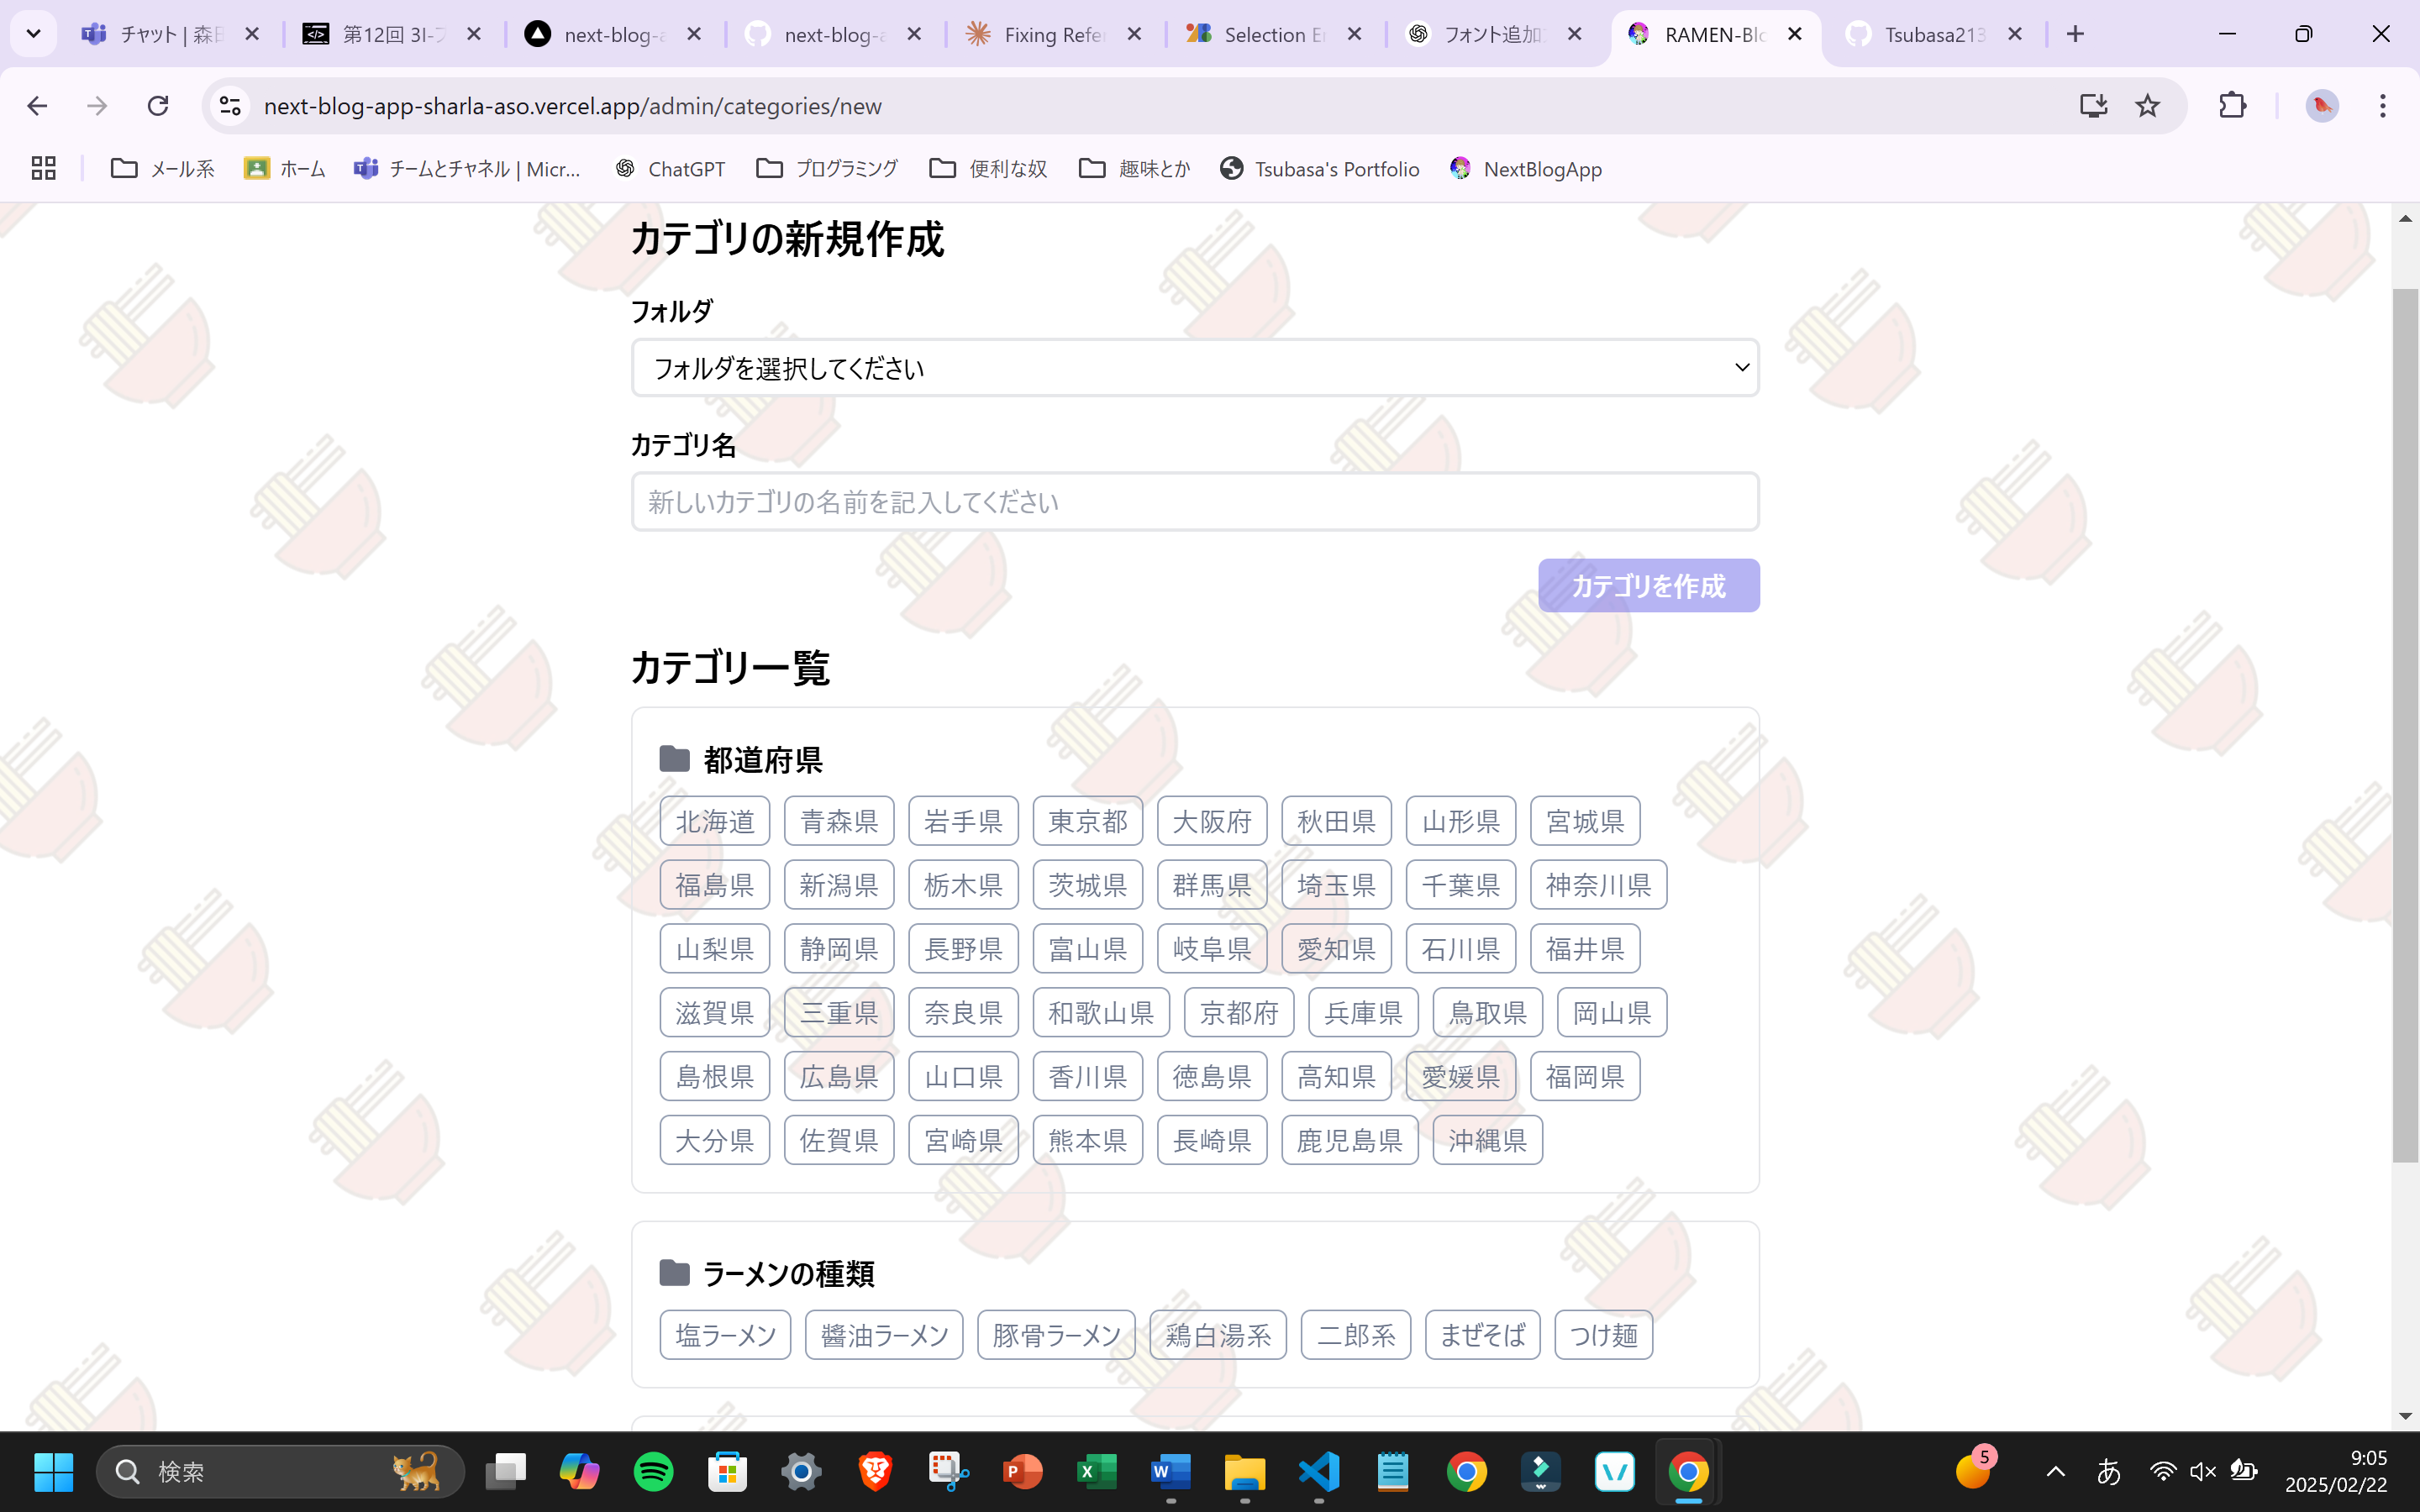 チャット | 森田
第12回 3I-プ
next-blog-a
next-blog-a
Fixing Refe
Selection E
フォント追加
RAMEN-Blo
Tsubasa213
next-blog-app-sharla-aso.vercel.app/admin/categories/new
メール系
ホーム
チームとチャネル | Micr...
ChatGPT
プログラミング
便利な奴
趣味とか
Tsubasa's Portfolio
NextBlogApp
カテゴリの新規作成
フォルダ
フォルダを選択してください
カテゴリ名
新しいカテゴリの名前を記入してください
カテゴリを作成
カテゴリ一覧
都道府県
北海道 青森県 岩手県 東京都 大阪府 秋田県 山形県 宮城県
福島県 新潟県 栃木県 茨城県 群馬県 埼玉県 千葉県 神奈川県
山梨県 静岡県 長野県 富山県 岐阜県 愛知県 石川県 福井県
滋賀県 三重県 奈良県 和歌山県 京都府 兵庫県 鳥取県 岡山県
島根県 広島県 山口県 香川県 徳島県 高知県 愛媛県 福岡県
大分県 佐賀県 宮崎県 熊本県 長崎県 鹿児島県 沖縄県
ラーメンの種類
塩ラーメン 醬油ラーメン 豚骨ラーメン 鶏白湯系 二郎系 まぜそば つけ麺
検索
5
あ
9:05
2025/02/22